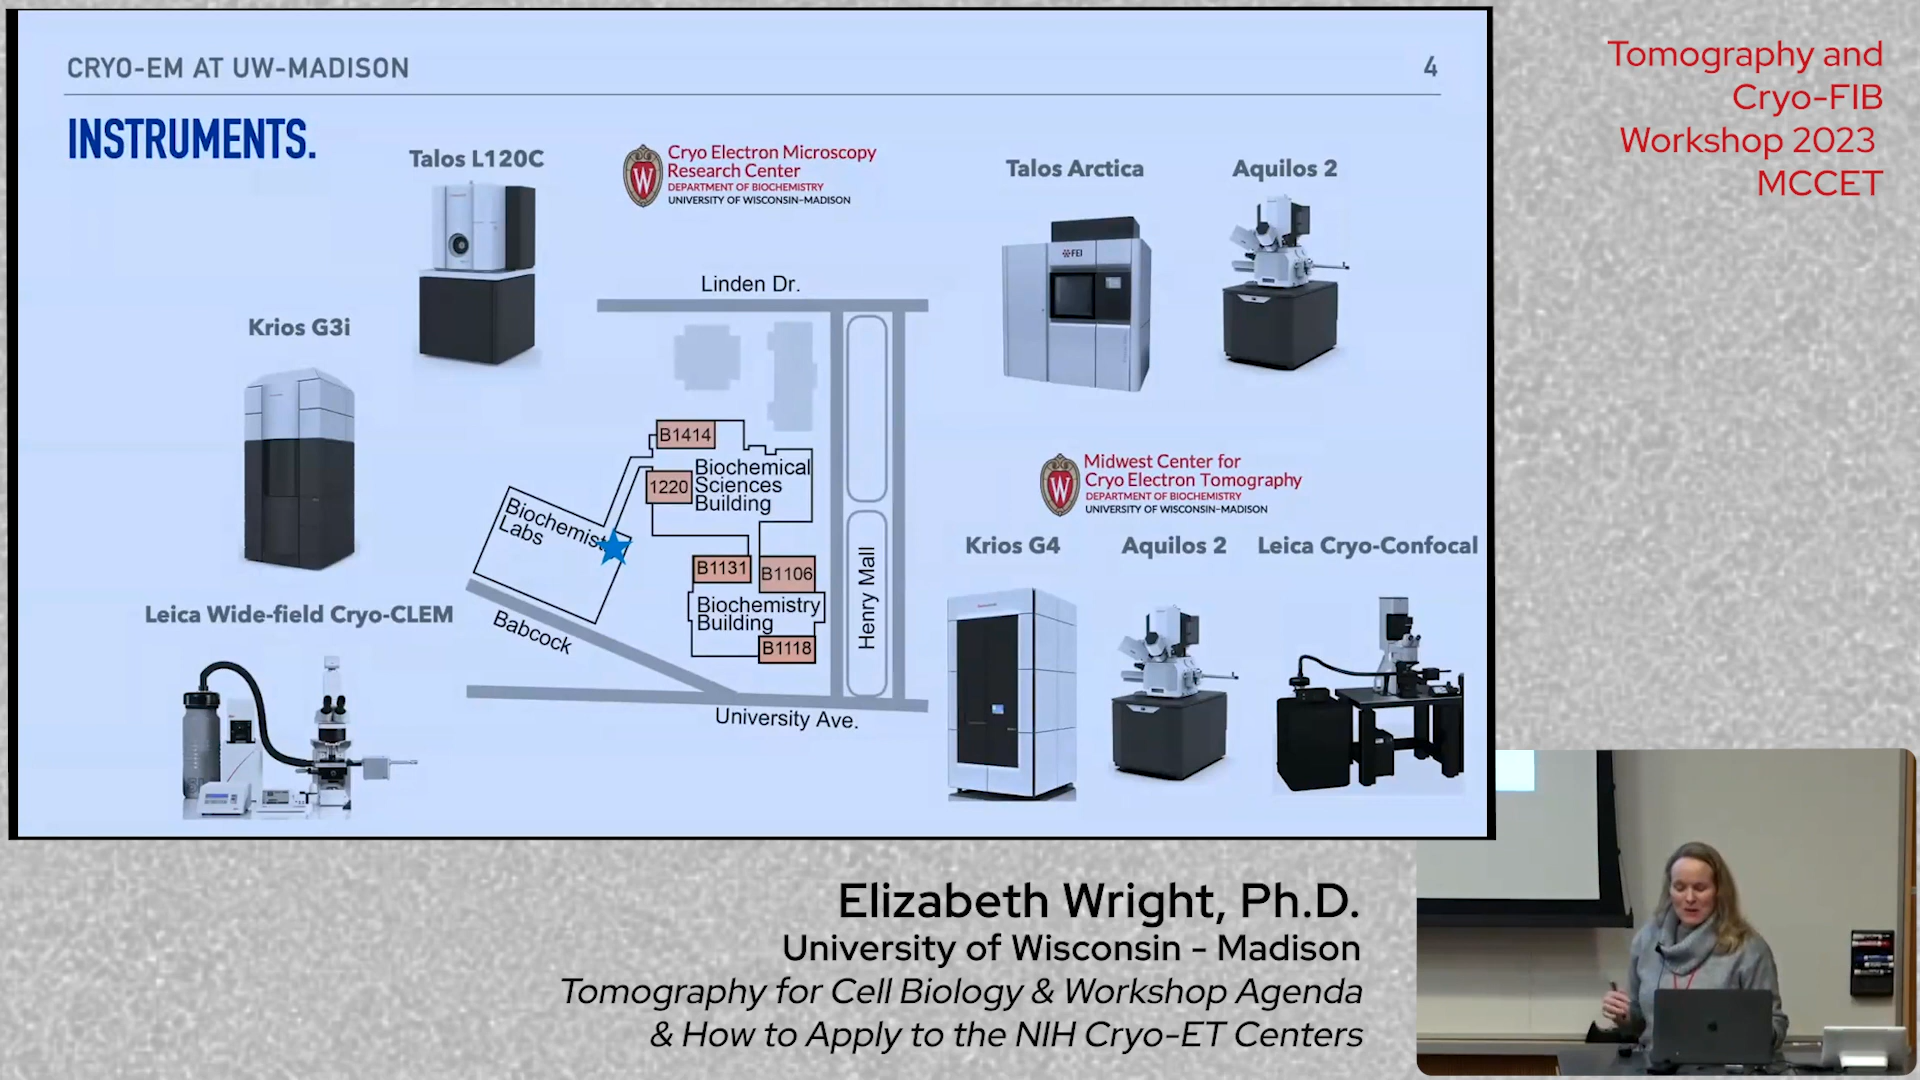 CRYO-EM AT UW-MADISON
4
INSTRUMENTS.
Talos L120C
Cryo Electron Microscopy
Research Center
DEPARTMENT OF BIOCHEMISTRY
UNIVERSITY OF WISCONSIN-MADISON
Talos Arctica
Aquilos 2
FEI
Linden Dr.
Krios G3i
B1414
Biochemical
Sciences
Building
1220
Biochemist
Labs
B1131
B1106
Biochemistry
Building
B1118
Henry Mall
Babcock
University Ave.
Midwest Center for
Cryo Electron Tomography
DEPARTMENT OF BIOCHEMISTRY
UNIVERSITY OF WISCONSIN-MADISON
Krios G4
Aquilos 2
Leica Cryo-Confocal
Leica Wide-field Cryo-CLEM
Tomography and
Cryo-FIB
Workshop 2023
MCCET
Elizabeth Wright, Ph.D.
University of Wisconsin - Madison
Tomography for Cell Biology & Workshop Agenda
& How to Apply to the NIH Cryo-ET Centers